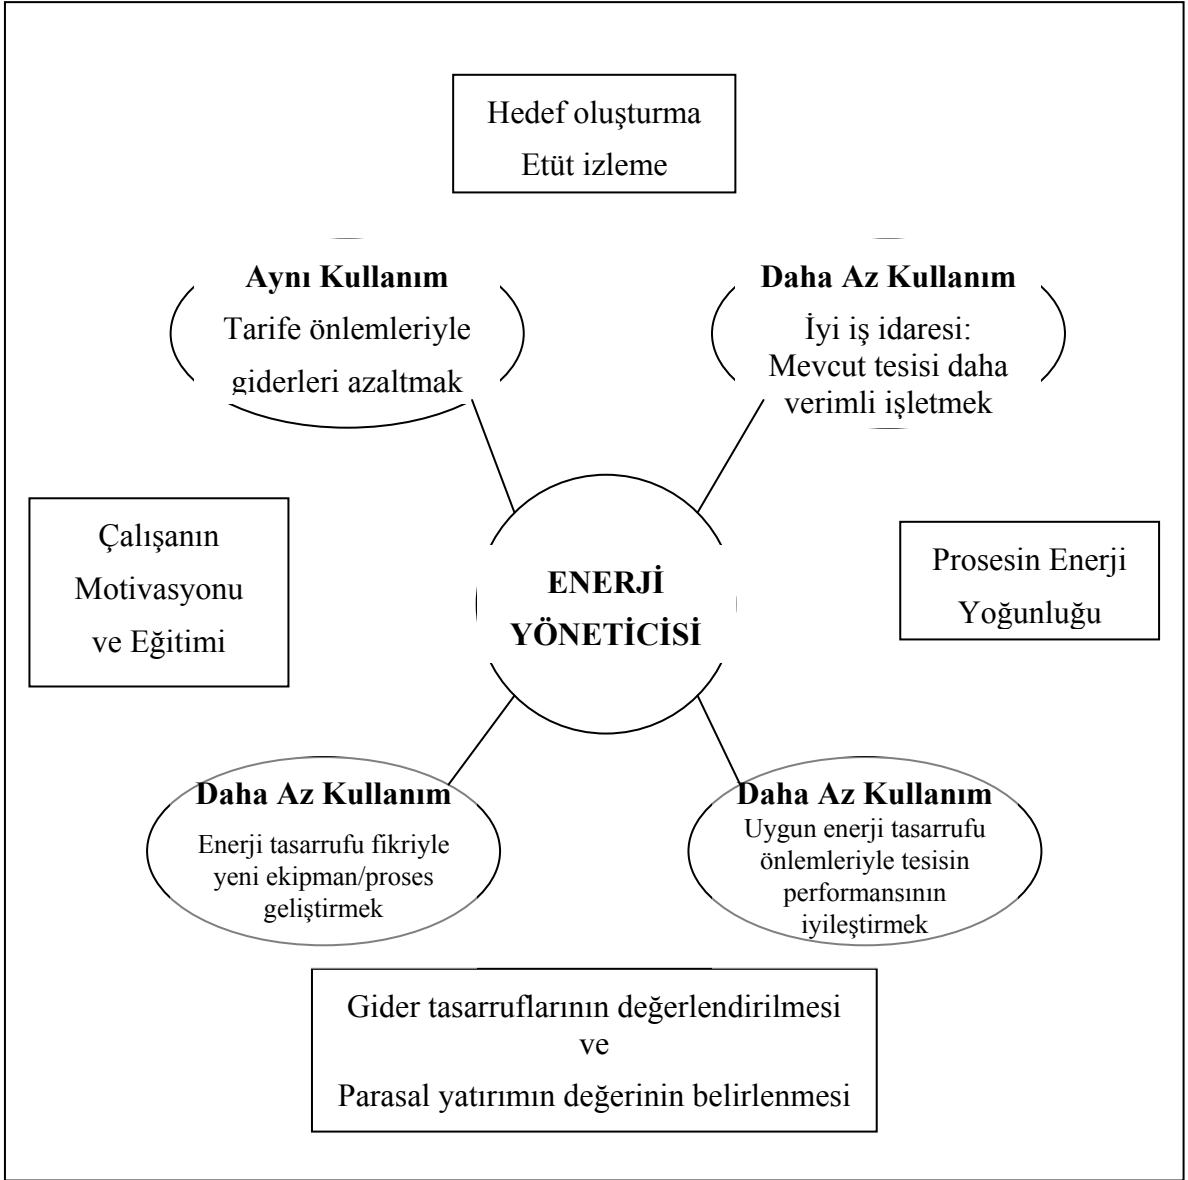 Hedef oluşturma
Etüt izleme
Aynı Kullanım
Tarife önlemleriyle
giderleri azaltmak
Daha Az Kullanım
İyi iş idaresi:
Mevcut tesisi daha
verimli işletmek
Çalışanın
Motivasyonu
ve Eğitimi
ENERJİ
YÖNETİCİSİ
Prosesin Enerji
Yoğunluğu
Daha Az Kullanım
Enerji tasarrufu fikriyle
yeni ekipman/proses
geliştirmek
Daha Az Kullanım
Uygun enerji tasarrufu
önlemleriyle tesisin
performansının
iyileştirmek
Gider tasarruflarının değerlendirilmesi
ve
Parasal yatırımın değerinin belirlenmesi